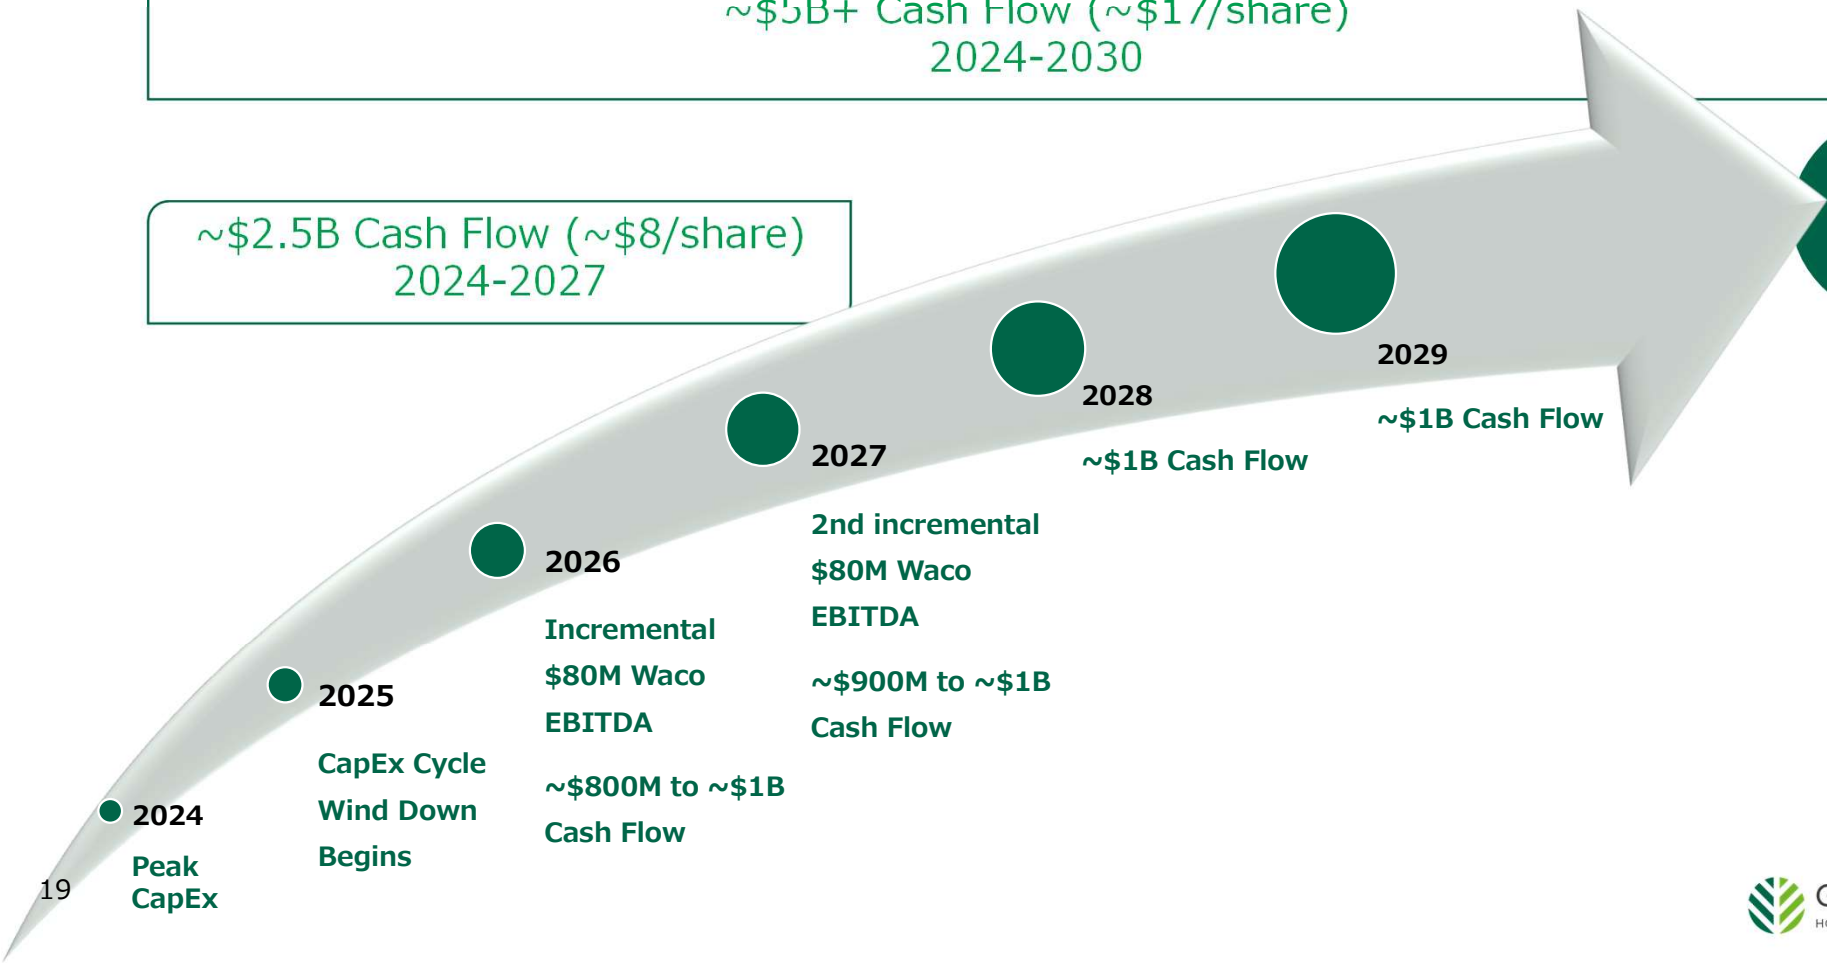 ~$5B+ Cash Flow (~$17/share)
2024-2030
~$2.5B Cash Flow (~$8/share)
2024-2027
2024
Peak
CapEx
2025
CapEx Cycle
Wind Down
Begins
2026
Incremental
$80M Waco
EBITDA
~$800M to ~$1B
Cash Flow
2027
2nd incremental
$80M Waco
EBITDA
~$900M to ~$1B
Cash Flow
2028
~$1B Cash Flow
2029
~$1B Cash Flow
19